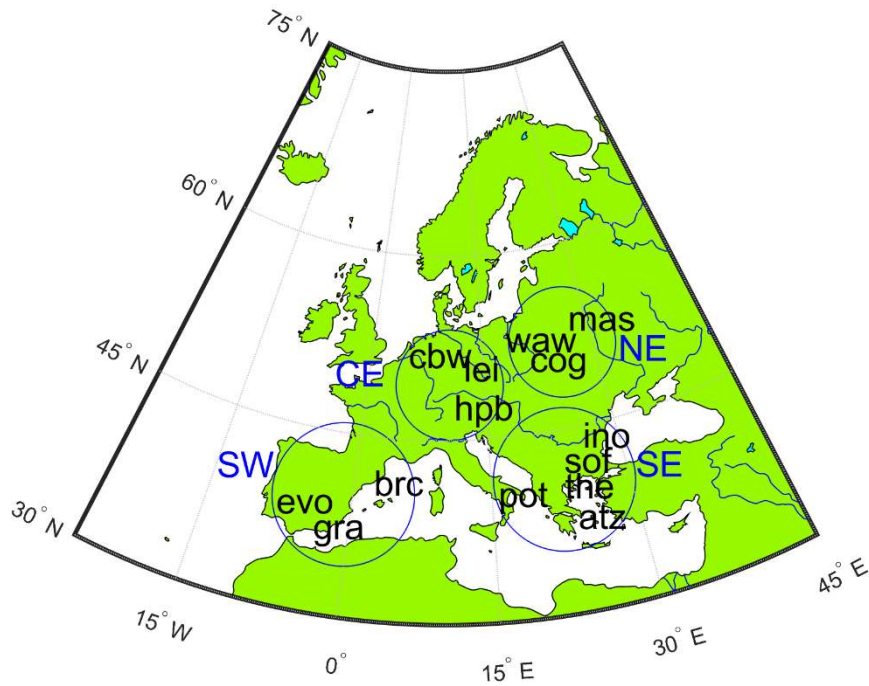 75° N
60° N
45° N
30° N
15° W
0°
15° E
30° E
45° E
mas
waw
NE
cog
cbw
lei
CE
hpb
ino
sof
SE
SW
the
brc
pot
evo
atz
gra